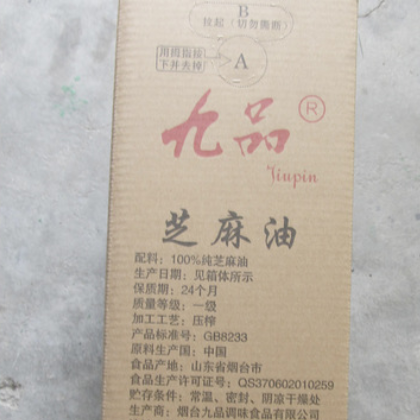 B
拉起（切勿撕断）
用拇指按
下并去掉
A
九品®
Jiupin
芝麻油
配料：100%纯芝麻油
生产日期：见箱体所示
保质期：24个月
质量等级：一级
加工工艺：压榨
产品标准号：GB8233
原料生产国：中国
食品产地：山东省烟台市
食品生产许可证号：QS370602010259
贮存条件：常温、密封、阴凉干燥处
生产商：烟台九品调味食品有限公司